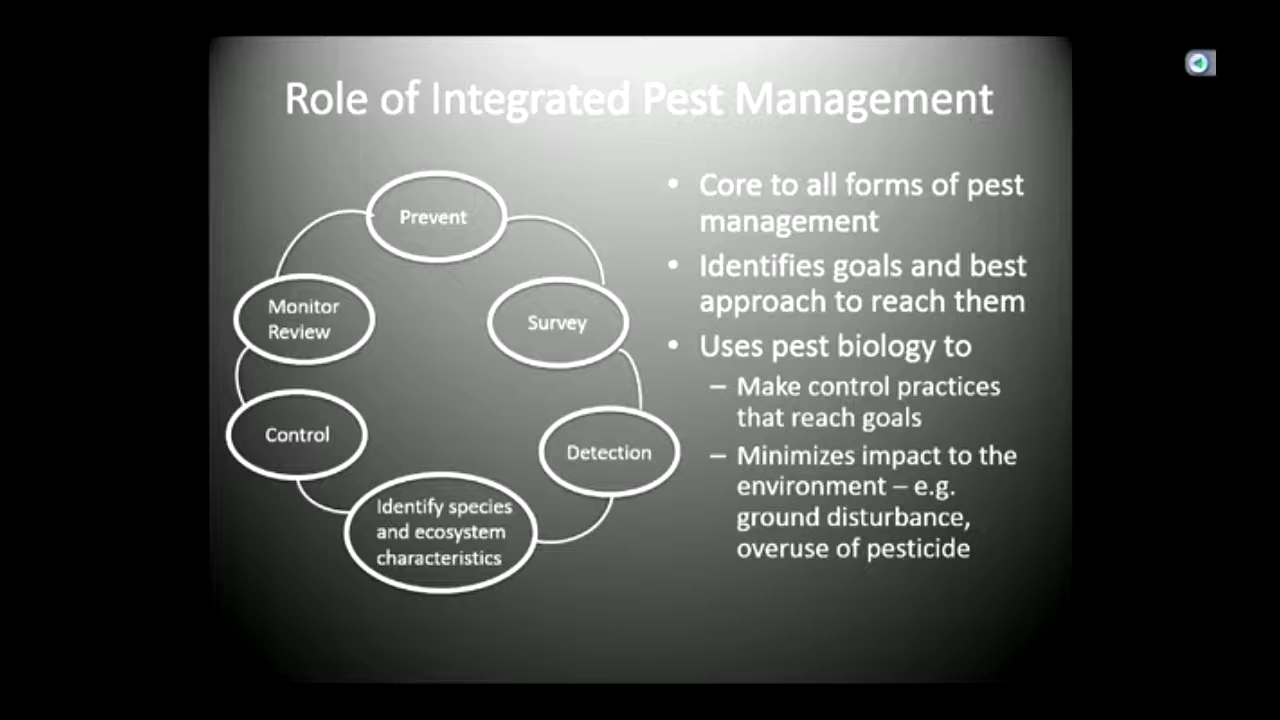 Role of Integrated Pest Management
Prevent
Survey
Detection
Identify species
and ecosystem
characteristics
Control
Monitor
Review
• Core to all forms of pest
management
• Identifies goals and best
approach to reach them
• Uses pest biology to
– Make control practices
that reach goals
– Minimizes impact to the
environment – e.g.
ground disturbance,
overuse of pesticide